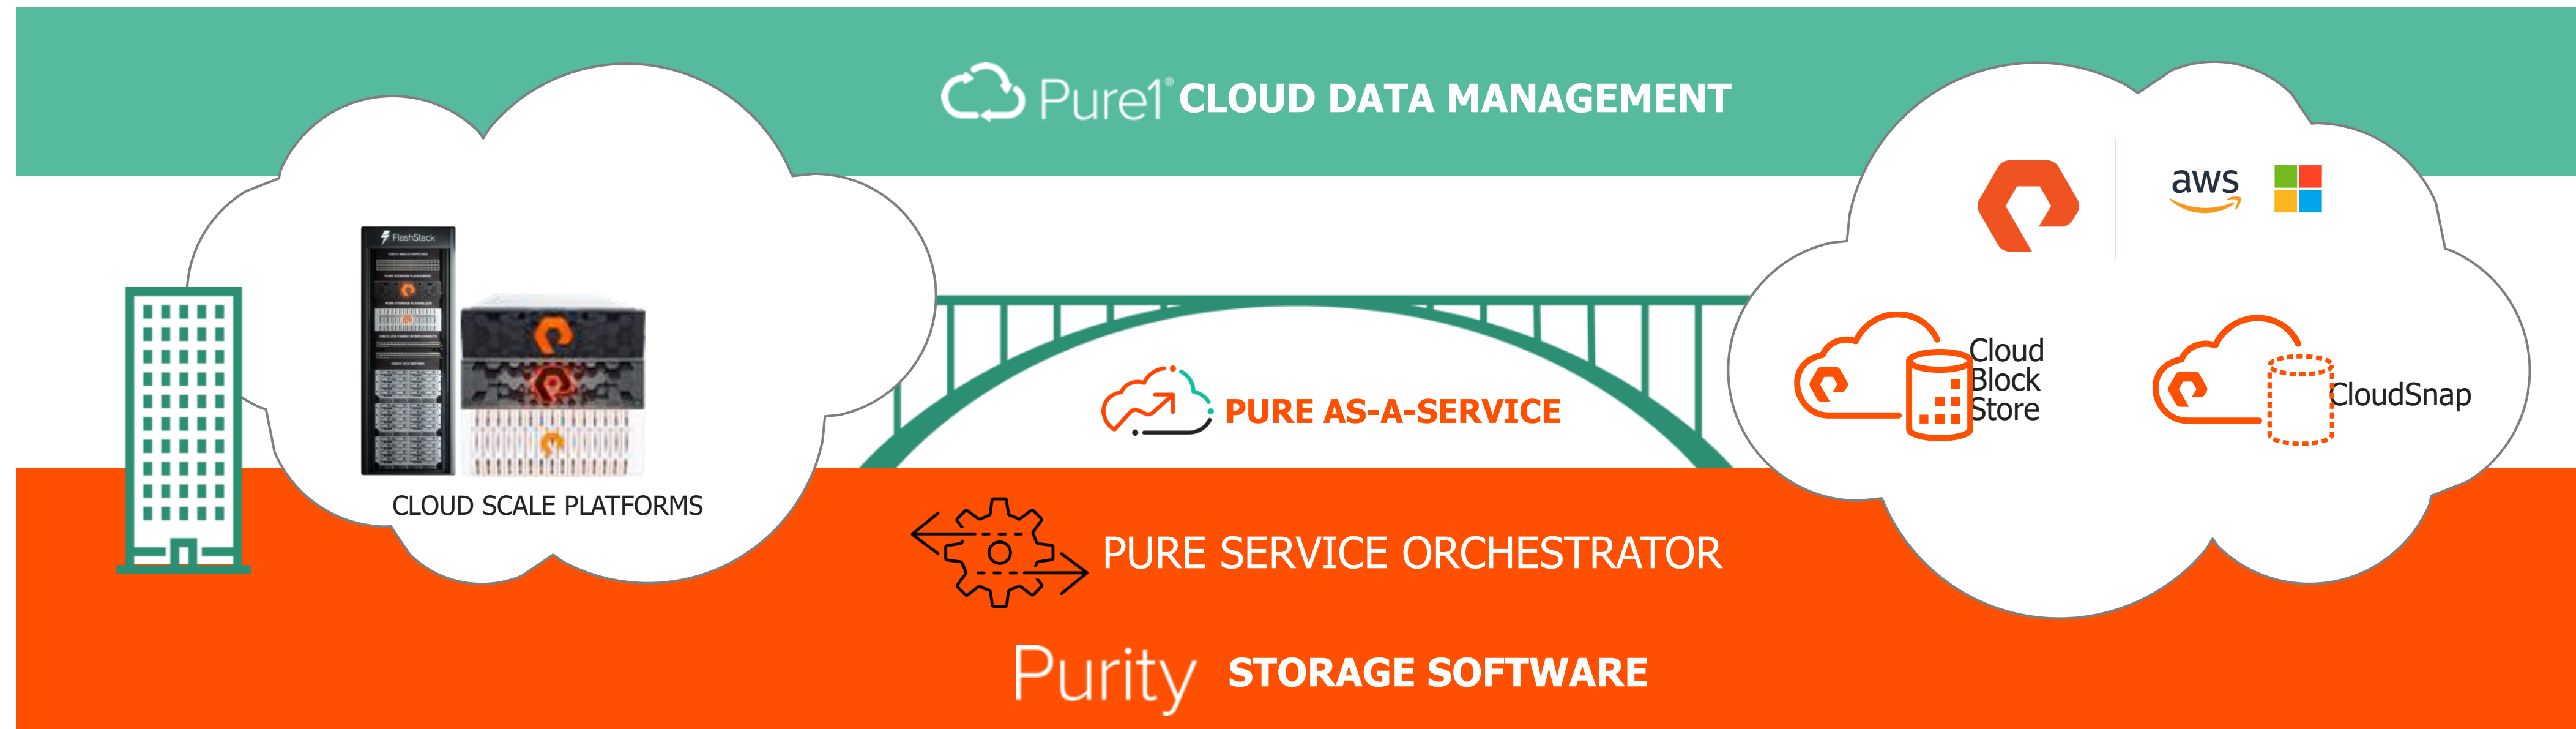 Pure1® CLOUD DATA MANAGEMENT
aws
FlashStack
Cloud
Block
Store
CloudSnap
PURE AS-A-SERVICE
CLOUD SCALE PLATFORMS
PURE SERVICE ORCHESTRATOR
Purity STORAGE SOFTWARE